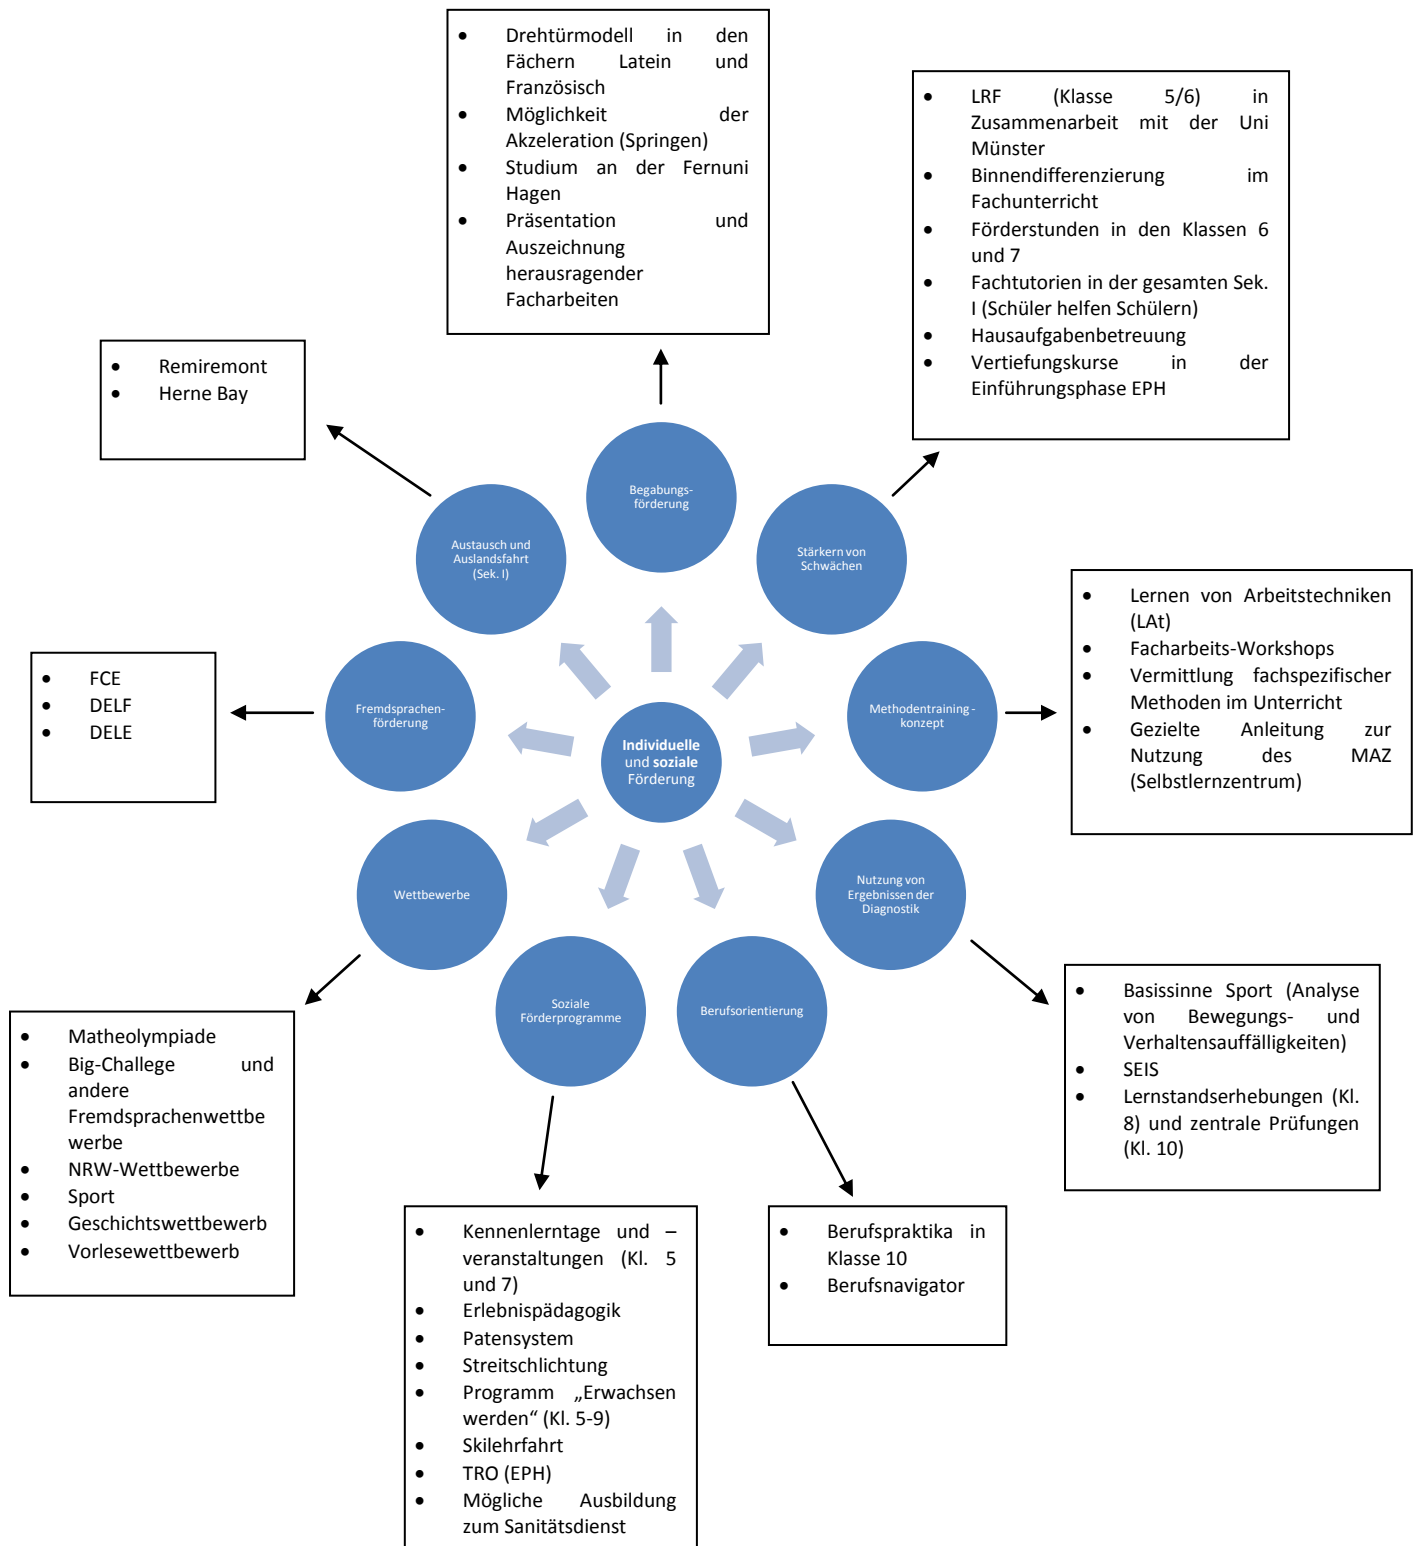 • Drehtürmodell in den
Fächern Latein und
Französisch
• Möglichkeit der
Akzeleration (Springen)
• Studium an der Fernuni
Hagen
• Präsentation und
Auszeichnung
herausragender
Facharbeiten
• LRF (Klasse 5/6) in
Zusammenarbeit mit der Uni
Münster
• Binnendifferenzierung im
Fachunterricht
• Förderstunden in den Klassen 6
und 7
• Fachtutorien in der gesamten Sek.
I (Schüler helfen Schülern)
• Hausaufgabenbetreuung
• Vertiefungskurse in der
Einführungsphase EPH
• Remiremont
• Herne Bay
Begabungs-
förderung
Austausch und
Auslandsfahrt
(Sek. I)
Stärkern von
Schwächen
• Lernen von Arbeitstechniken
(LAt)
• Facharbeits-Workshops
• Vermittlung fachspezifischer
Methoden im Unterricht
• Gezielte Anleitung zur
Nutzung des MAZ
(Selbstlernzentrum)
• FCE
• DELF
• DELE
Fremdsprachen-
förderung
Methodentraining -
konzept
Individuelle
und soziale
Förderung
Wettbewerbe
Nutzung von
Ergebnissen der
Diagnostik
Soziale
Förderprogramme
Berufsorientierung
• Basissinne Sport (Analyse
von Bewegungs- und
Verhaltensauffälligkeiten)
• SEIS
• Lernstandserhebungen (Kl.
8) und zentrale Prüfungen
(Kl. 10)
• Matheolympiade
• Big-Challege und
andere
Fremdsprachenwettbe
werbe
• NRW-Wettbewerbe
• Sport
• Geschichtswettbewerb
• Vorlesewettbewerb
• Kennenlerntage und –
veranstaltungen (Kl. 5
und 7)
• Erlebnispädagogik
• Patensystem
• Streitschlichtung
• Programm „Erwachsen
werden“ (Kl. 5-9)
• Skilehrfahrt
• TRO (EPH)
• Mögliche Ausbildung
zum Sanitätsdienst
• Berufspraktika in
Klasse 10
• Berufsnavigator